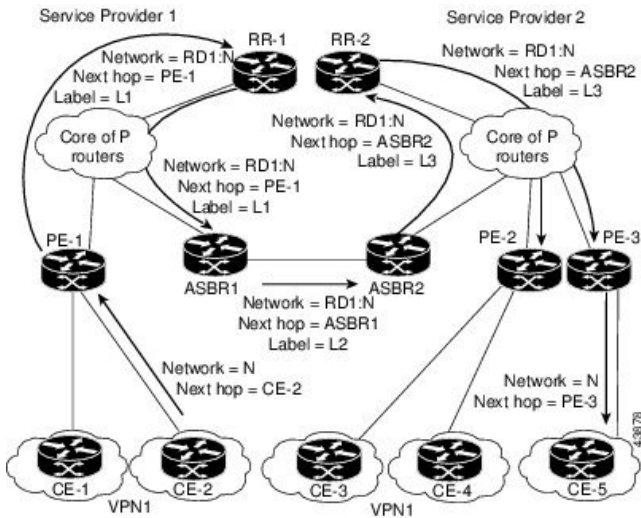 Service Provider 1
Service Provider 2
RR-1
RR-2
Network = RD1:N
Next hop = PE-1
Label = L1
Network = RD1:N
Next hop = ASBR2
Label = L3
Core of P
routers
Network = RD1:N
Next hop = PE-1
Label = L1
Network = RD1:N
Next hop = ASBR2
Label = L3
Core of P
routers
PE-1
ASBR1
ASBR2
PE-2
PE-3
Network = RD1:N
Next hop = ASBR1
Label = L2
Network = N
Next hop = CE-2
Network = N
Next hop = PE-3
43878
CE-1
CE-2
CE-3
CE-4
CE-5
VPN1
VPN1